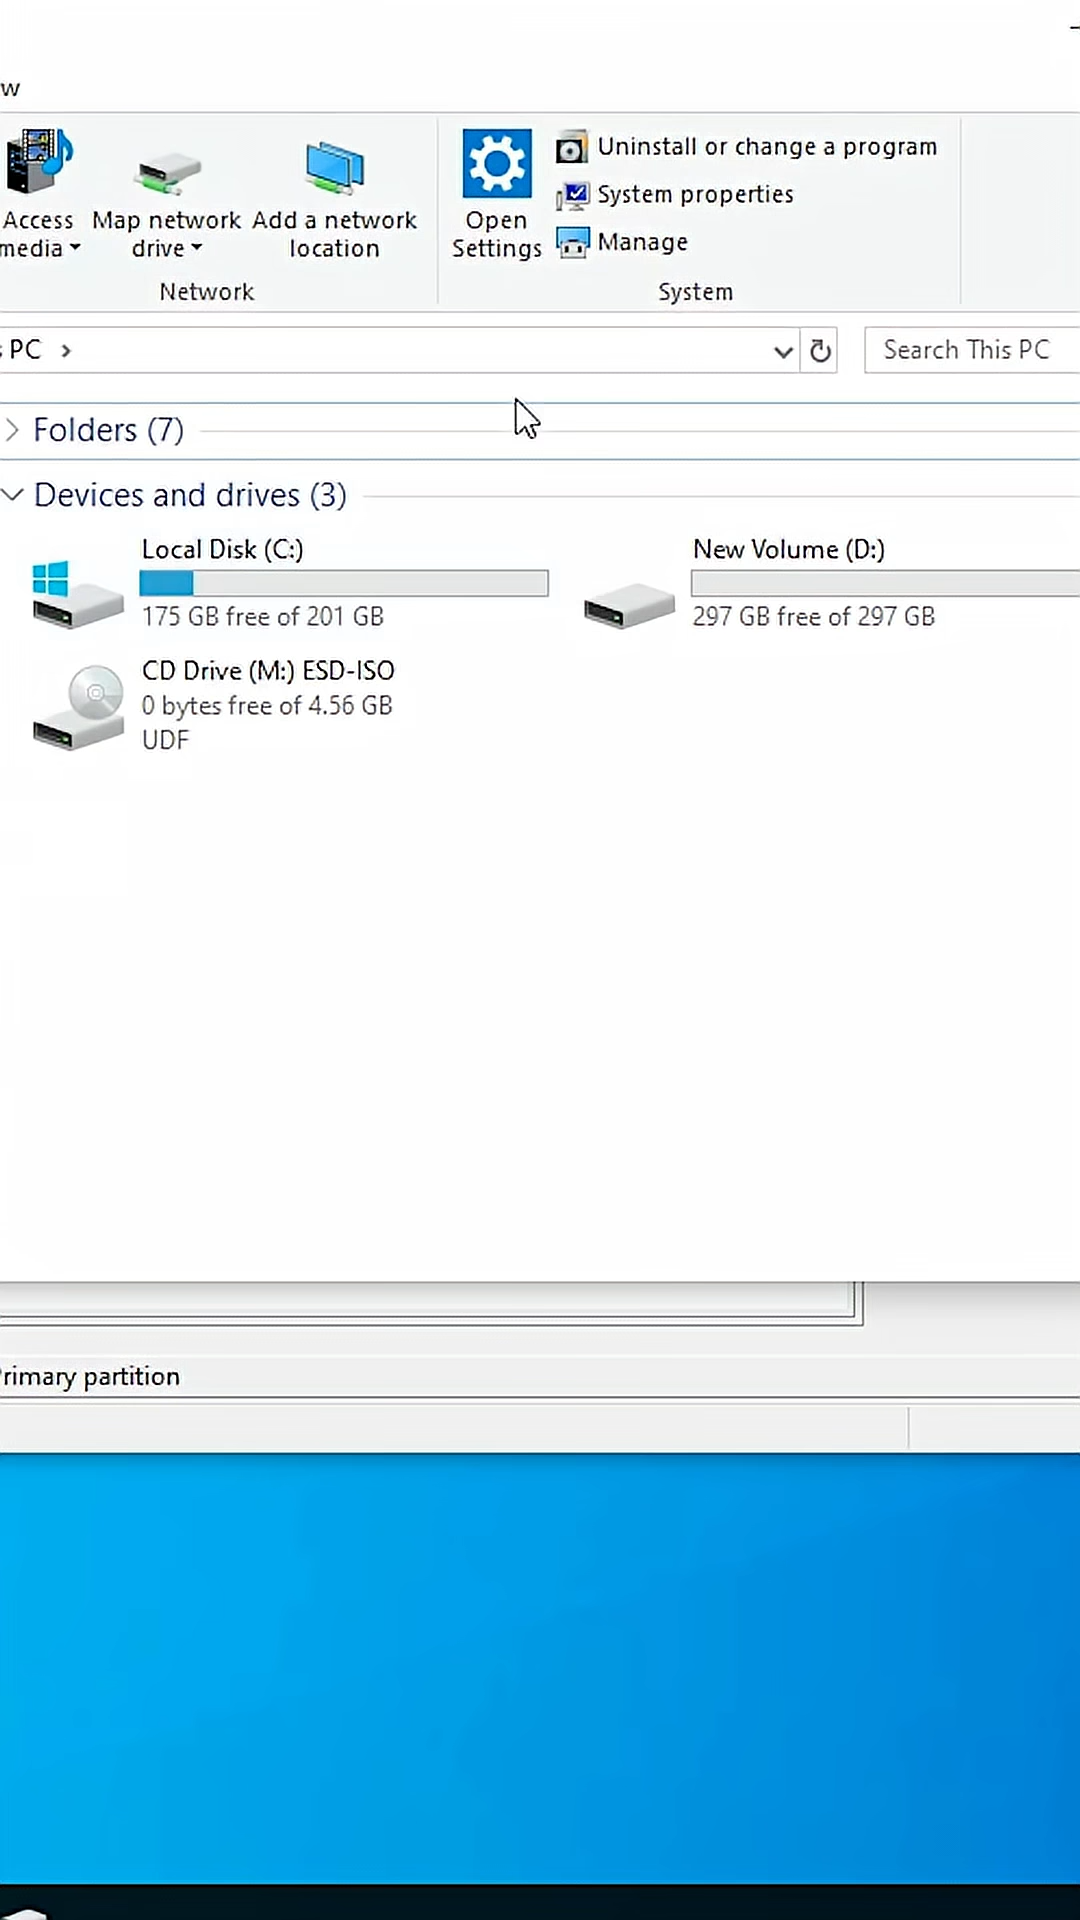 w
Access
media
Map network
drive
Add a network
location
Network
Open
Settings
Uninstall or change a program
System properties
Manage
System
PC
Search This PC
Folders (7)
Devices and drives (3)
Local Disk (C:)
175 GB free of 201 GB
New Volume (D:)
297 GB free of 297 GB
CD Drive (M:) ESD-ISO
0 bytes free of 4.56 GB
UDF
Primary partition